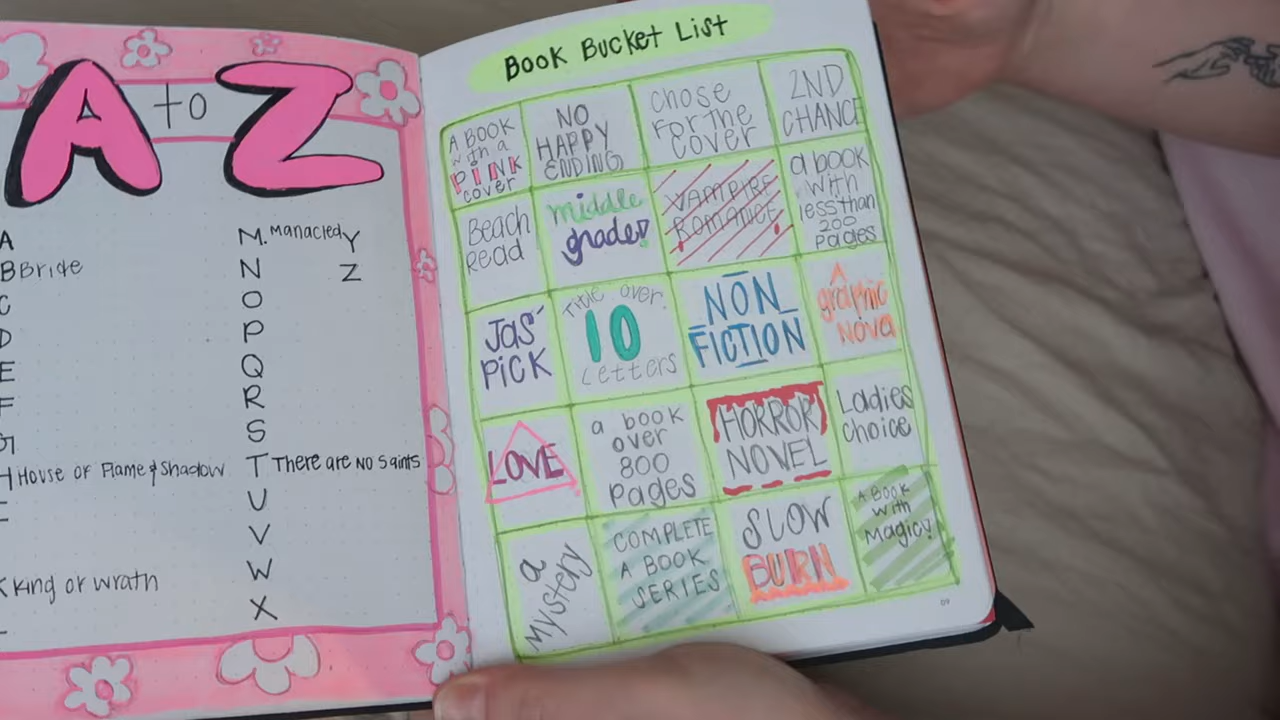 A to Z
A
B Bride
C
D
E
F
G
H House of Flame & Shadow
I
K King of Wrath
L
M. Manacled
N
O
P
Q
R
S
T There are No Saints
U
V
W
X
Y
Z
Book Bucket List
A BOOK
with a
PINK
cover
NO
HAPPY
ENDING
chose
For the
cover
2ND
CHANCE
Beach
Read
middle
grade!
VAMPIRE
ROMANCE!
a book
with
less than
200
pages
JAS'
PICK
Title over
10
Letters
NON
FICTION
A
graphic
Nova
LOVE
a book
over
800
pages
HORROR
NOVEL
Ladies
choice
a
Mystery
COMPLETE
A BOOK
SERIES
SLOW
BURN
A BOOK
with
Magic!